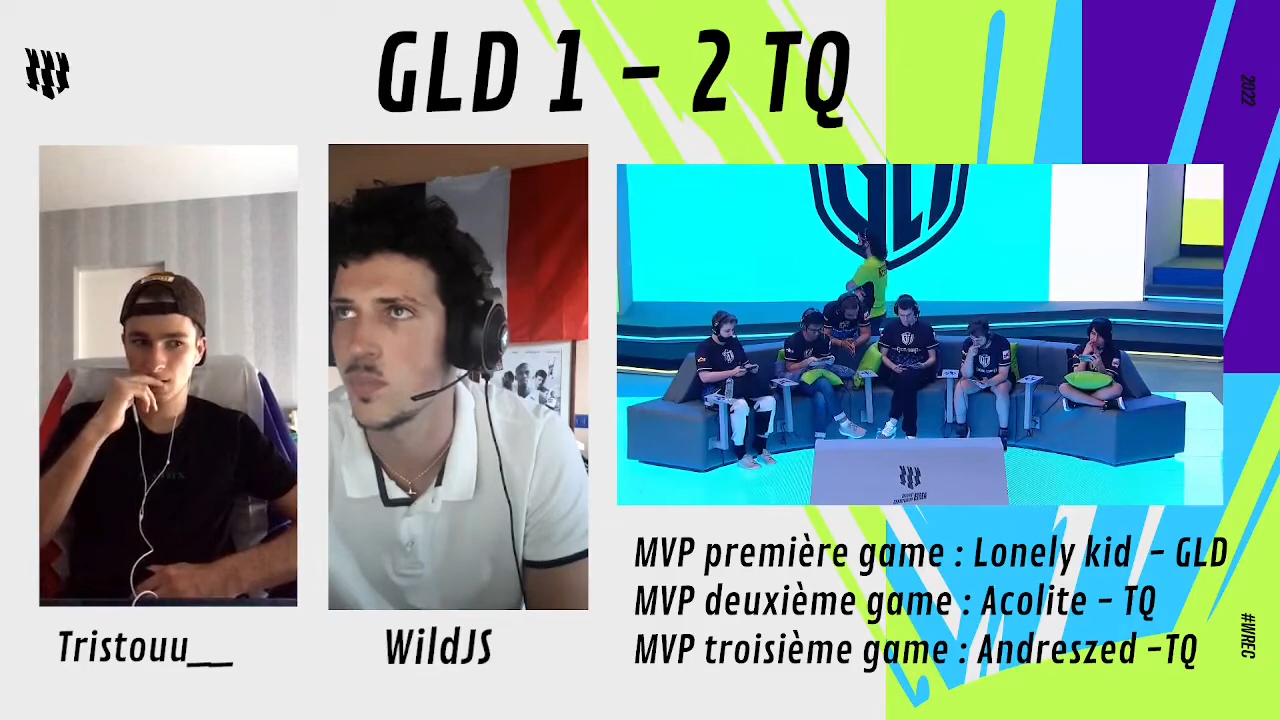 GLD 1 - 2 TQ
2022
GLD
Tristouu__
WildJS
MVP première game : Lonely kid - GLD
MVP deuxième game : Acolite - TQ
MVP troisième game : Andreszed -TQ
#WREC